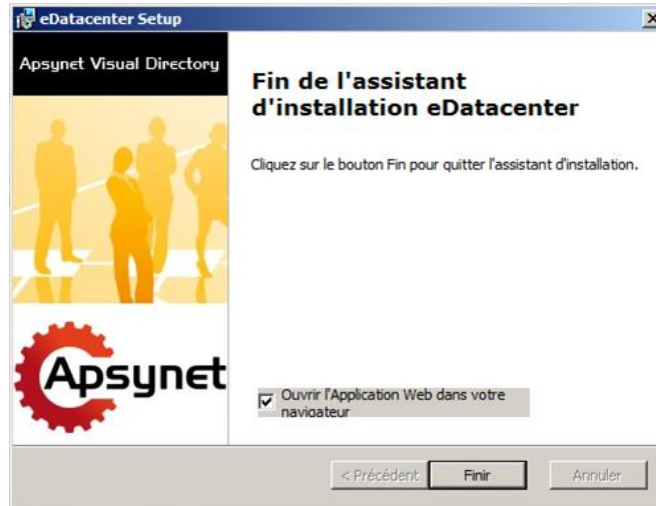 eDatacenter Setup
Apsynet Visual Directory
Fin de l'assistant
d'installation eDatacenter
Cliquez sur le bouton Fin pour quitter l'assistant d'installation.
Apsynet
Ouvrir l'Application Web dans votre
navigateur
< Précédent
Finir
Annuler